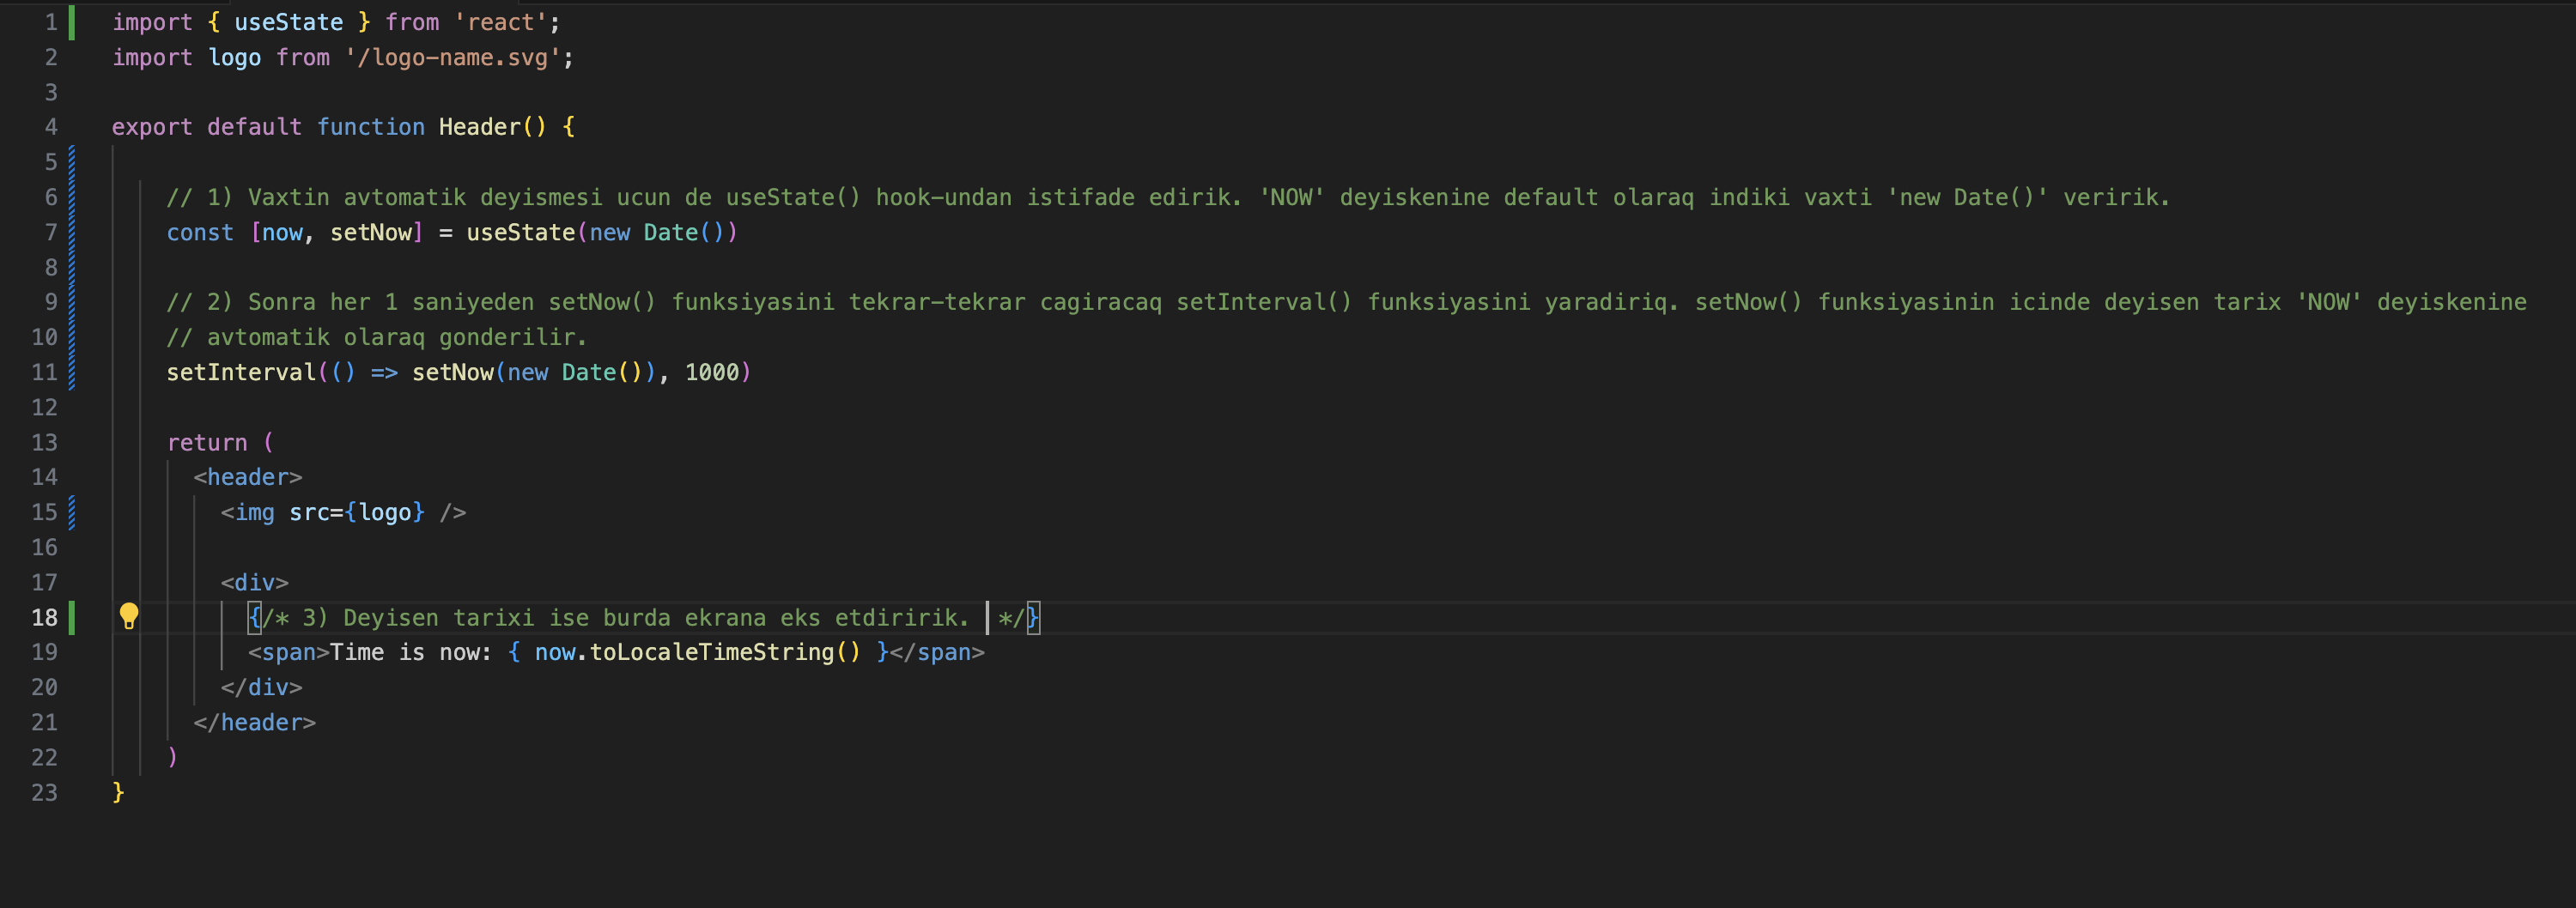 1 import { useState } from 'react';
2 import logo from '/logo-name.svg';
3
4 export default function Header() {
5
6 // 1) Vaxtin avtomatik deyismesi ucun de useState() hook-undan istifade edirik. 'NOW' deyiskenine default olaraq indiki vaxti 'new Date()' veririk.
7 const [now, setNow] = useState(new Date())
8
9 // 2) Sonra her 1 saniyeden setNow() funksiyasini tekrar-tekrar cagiracaq setInterval() funksiyasini yaradiriq. setNow() funksiyasinin icinde deyisen tarix 'NOW' deyiskenine
10 // avtomatik olaraq gonderilir.
11 setInterval(() => setNow(new Date()), 1000)
12
13 return (
14 <header>
15 <img src={logo} />
16
17 <div>
18 {/* 3) Deyisen tarixi ise burda ekrana eks etdiririk. */}
19 <span>Time is now: { now.toLocaleTimeString() }</span>
20 </div>
21 </header>
22 )
23 }